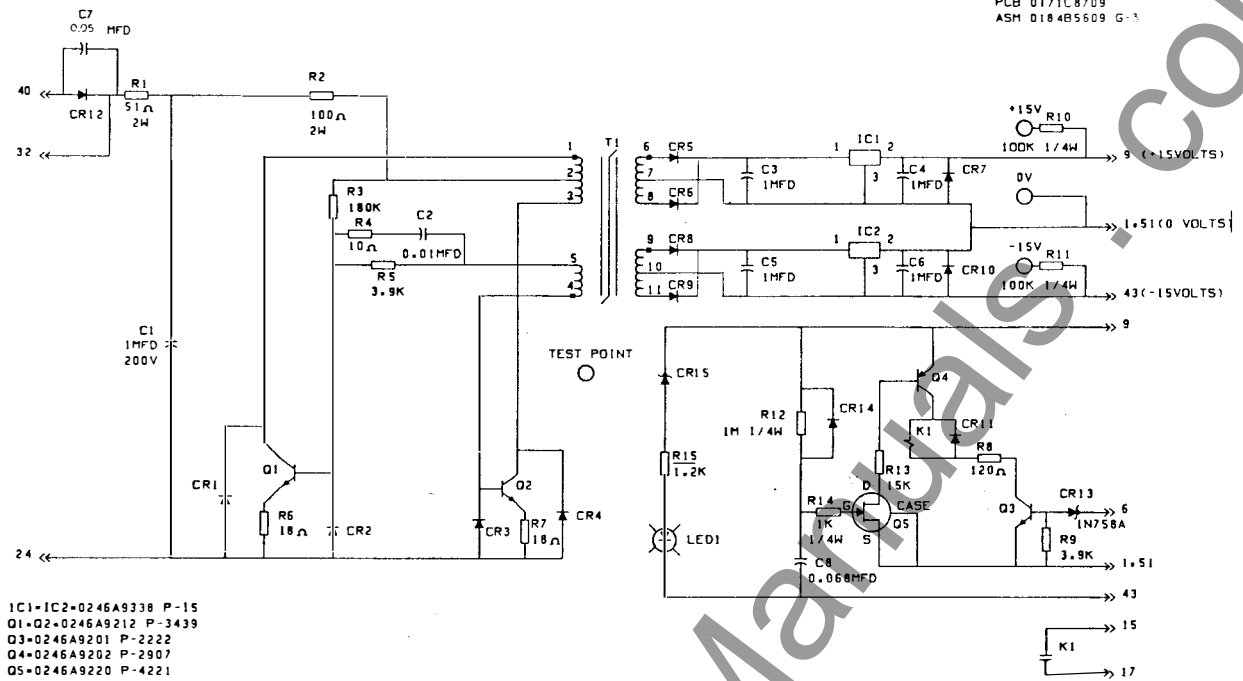 PCB 0171C8709
ASM 0184B5609 G-3
C7
0.05 MFD
40
CR12
R1
51Ω
2W
R2
100Ω
2W
32
R3
180K
R4
10Ω
C2
0.01MFD
R5
3.9K
1
2
3
5
4
T1
6
7
8
9
10
11
CR5
CR6
CR8
CR9
C3
1MFD
1
IC1
2
3
C4
1MFD
CR7
+15V
R10
100K 1/4W
9 (+15VOLTS)
0V
1.51(0 VOLTS)
C5
1MFD
1
IC2
2
3
C6
1MFD
CR10
-15V
R11
100K 1/4W
43(-15VOLTS)
C1
1MFD
200V
TEST POINT
CR1
Q1
R6
18Ω
CR2
CR3
Q2
R7
18Ω
CR4
24
9
CR15
R15
1.2K
LED1
R12
1M 1/4W
CR14
R14
1K
1/4W
C8
0.068MFD
R13
15K
D
G
S
Q5
CASE
Q4
K1
CR11
R8
120Ω
Q3
CR13
1N758A
R9
3.9K
6
1.51
43
15
K1
17
IC1=IC2=0246A9338 P-15
Q1=Q2=0246A9212 P-3439
Q3=0246A9201 P-2222
Q4=0246A9202 P-2907
Q5=0246A9220 P-4221
Manuals.co